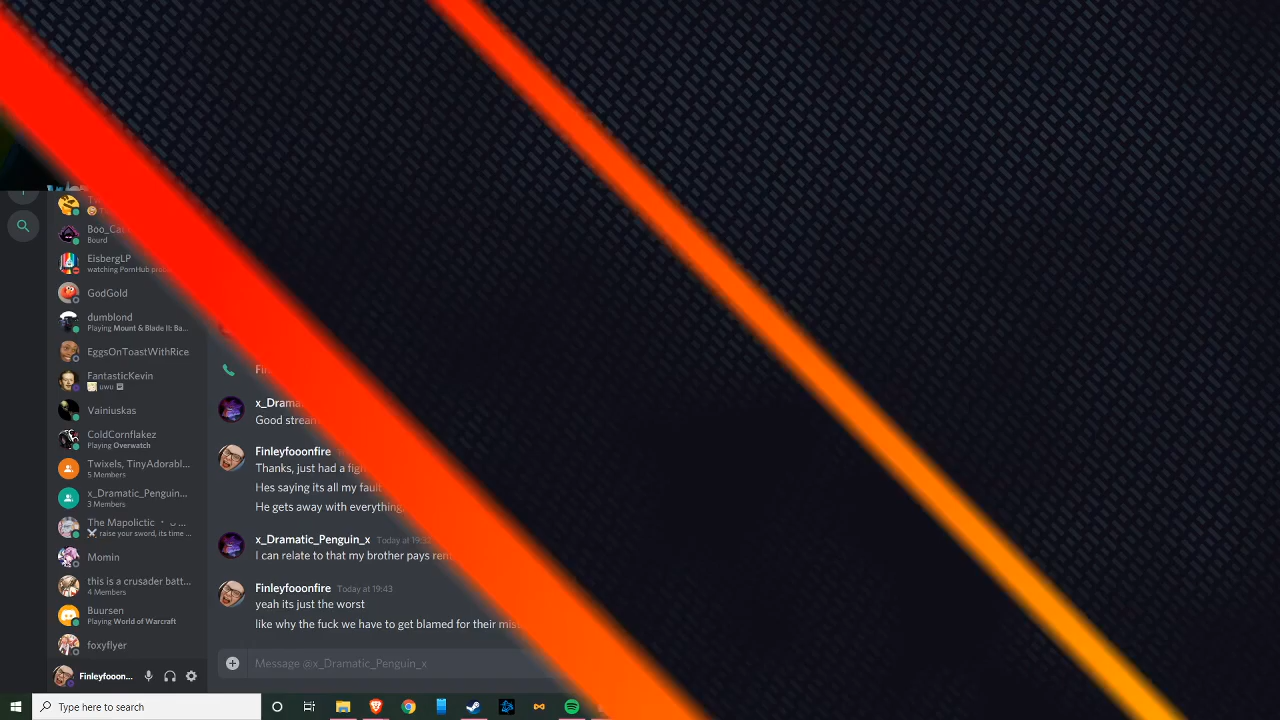 Boo_Ca
Bourd
EisbergLP
watching PornHub
GodGold
dumblond
Playing Mount & Blade II: Ba...
EggsOnToastWithRice
FantasticKevin
uwu
Vainiuskas
ColdCornflakez
Playing Overwatch
Twixels, TinyAdorabl...
5 Members
x_Dramatic_Penguin...
3 Members
The Mapolictic
raise your sword, its time ...
Momin
this is a crusader batt...
4 Members
Buursen
Playing World of Warcraft
foxyflyer
Finleyfooon...
Fin
x_Drama
Good strea
Finleyfooonfire
Thanks, just had a figh
Hes saying its all my fault
He gets away with everything
x_Dramatic_Penguin_x Today at 19:3
I can relate to that my brother pays ren
Finleyfooonfire Today at 19:43
yeah its just the worst
like why the fuck we have to get blamed for their mis
Message @x_Dramatic_Penguin_x
Type here to search